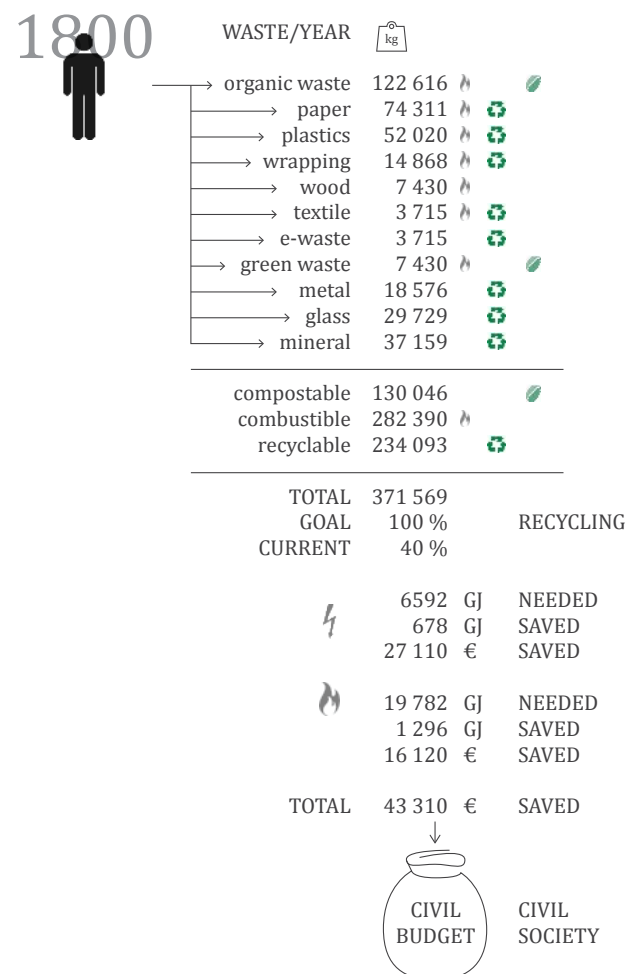 1800
WASTE/YEAR kg
organic waste 122 616
paper 74 311
plastics 52 020
wrapping 14 868
wood 7 430
textile 3 715
e-waste 3 715
green waste 7 430
metal 18 576
glass 29 729
mineral 37 159
compostable 130 046
combustible 282 390
recyclable 234 093
TOTAL 371 569
GOAL 100 % RECYCLING
CURRENT 40 %
6592 GJ NEEDED
678 GJ SAVED
27 110 € SAVED
19 782 GJ NEEDED
1 296 GJ SAVED
16 120 € SAVED
TOTAL 43 310 € SAVED
CIVIL CIVIL
BUDGET SOCIETY